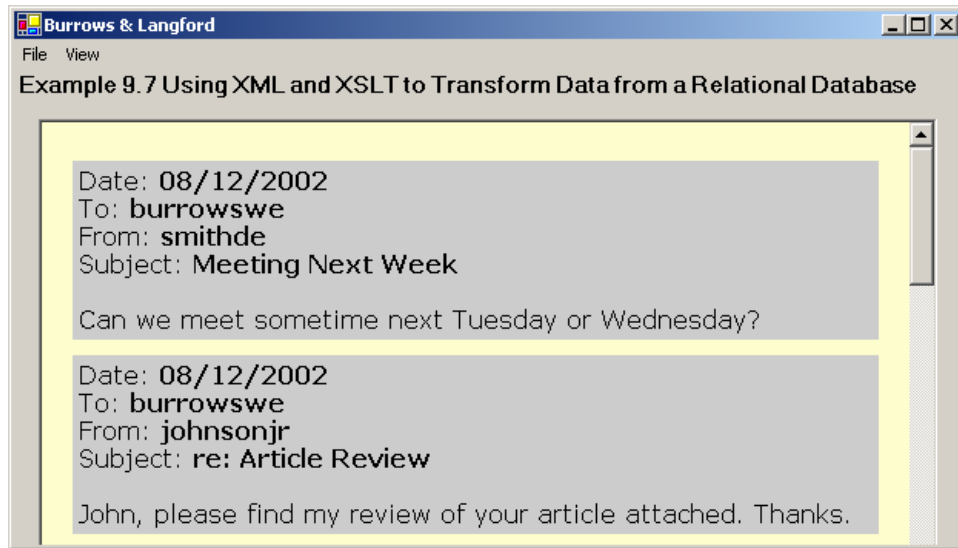 Burrows & Langford
File View
Example 9.7 Using XML and XSLT to Transform Data from a Relational Database
Date: 08/12/2002
To: burrowswe
From: smithde
Subject: Meeting Next Week
Can we meet sometime next Tuesday or Wednesday?
Date: 08/12/2002
To: burrowswe
From: johnsonjr
Subject: re: Article Review
John, please find my review of your article attached. Thanks.